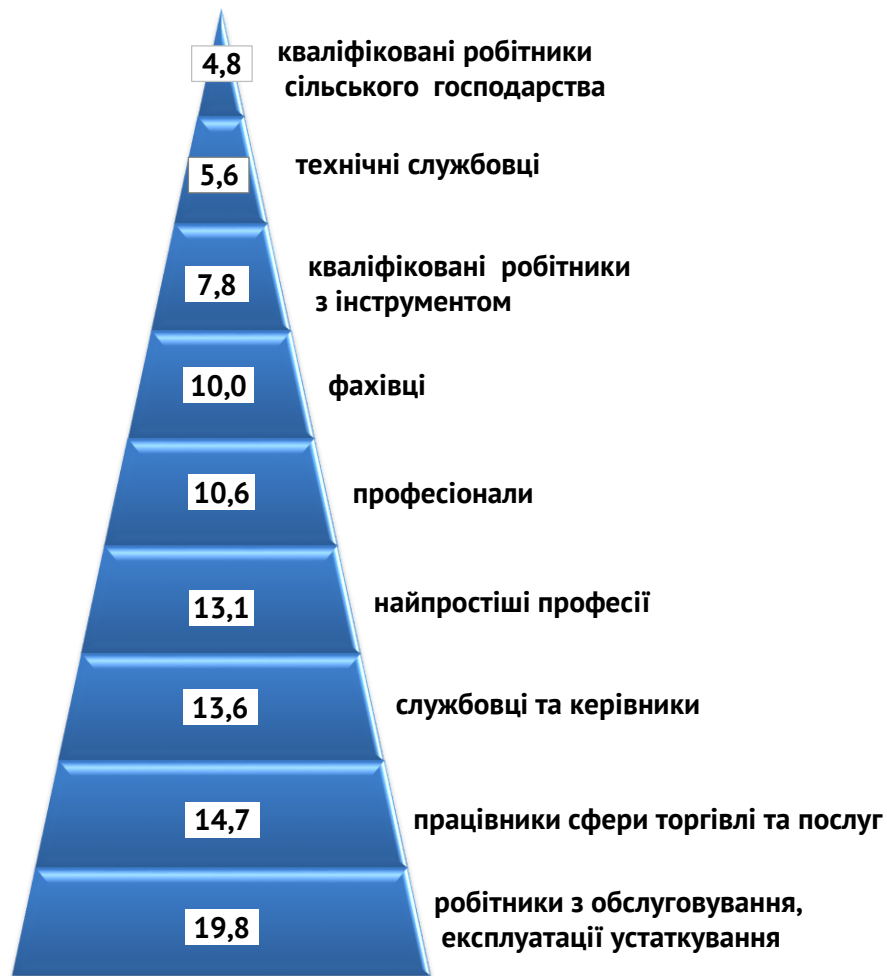 4,8
кваліфіковані робітники
сільського господарства
5,6
технічні службовці
7,8
кваліфіковані робітники
з інструментом
10,0
фахівці
10,6
професіонали
13,1
найпростіші професії
13,6
службовці та керівники
14,7
працівники сфери торгівлі та послуг
19,8
робітники з обслуговування,
експлуатації устаткування